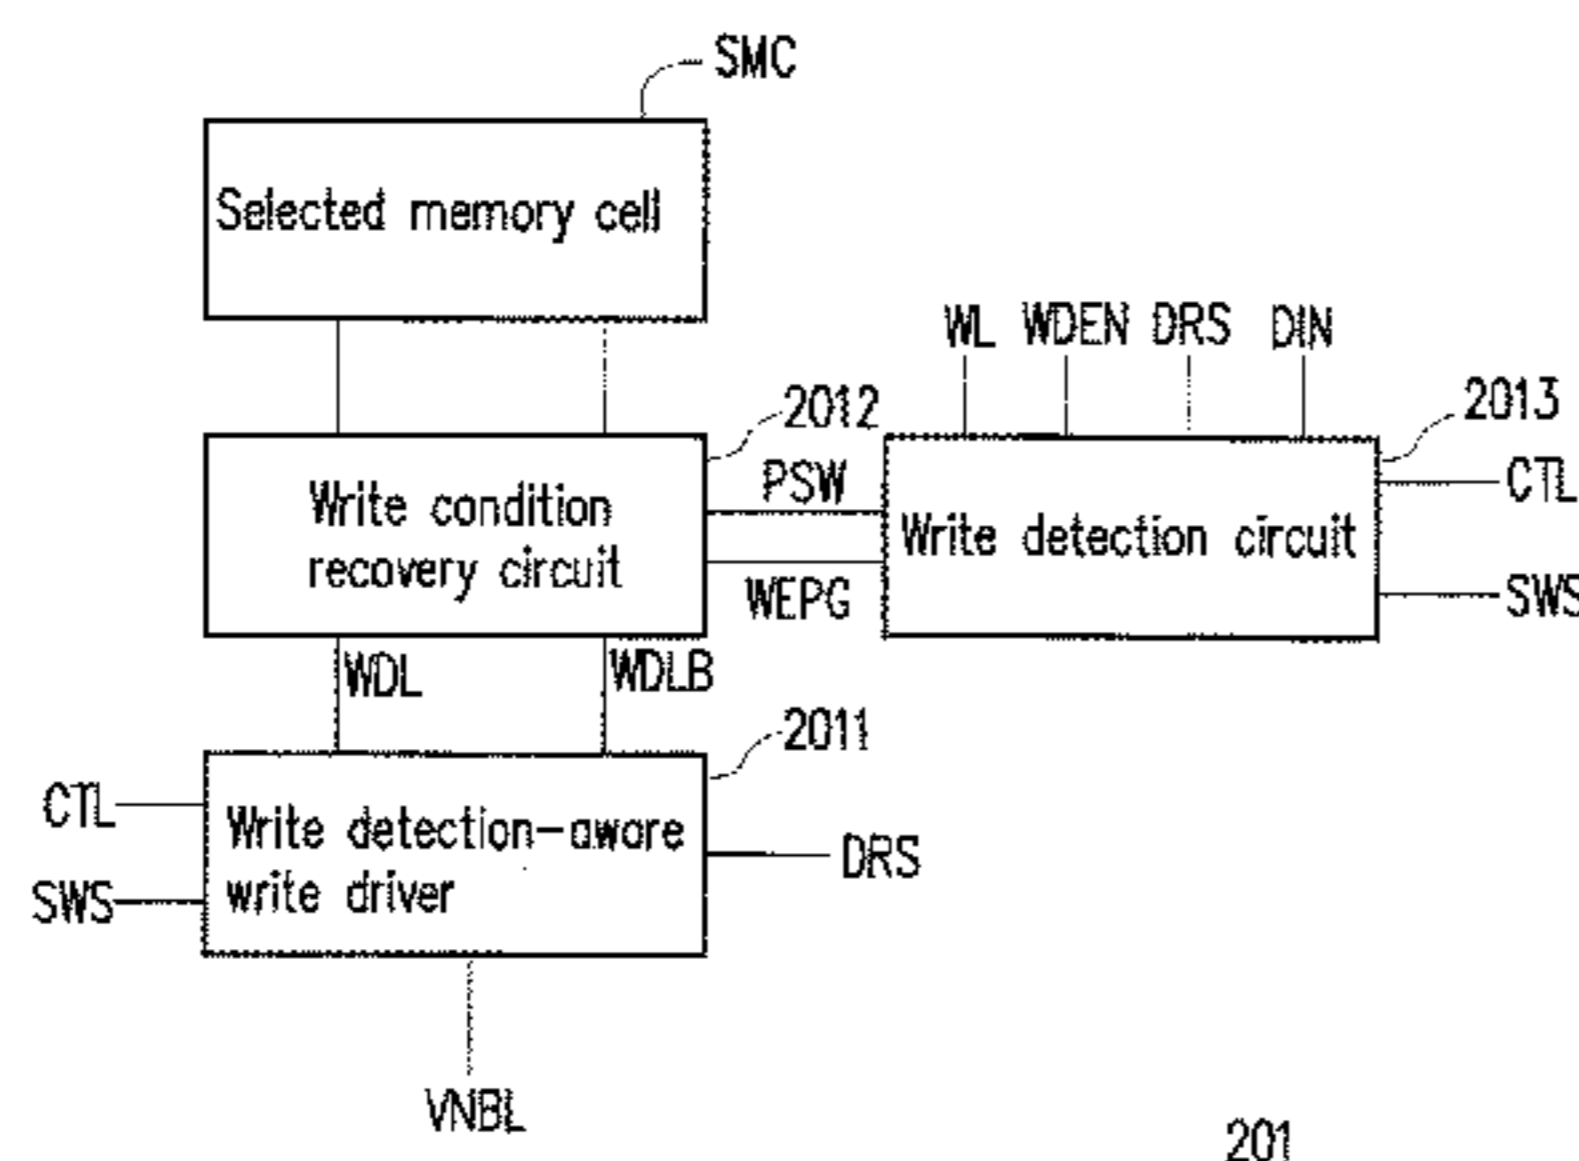 SMC
Selected memory cell
WL WDEN DRS DIN
2012
2013
PSW
CTL
Write condition
recovery circuit
Write detection circuit
WEPG
SWS
WDL
WDLB
2011
CTL
Write detection-aware
write driver
DRS
SWS
VNBL
201